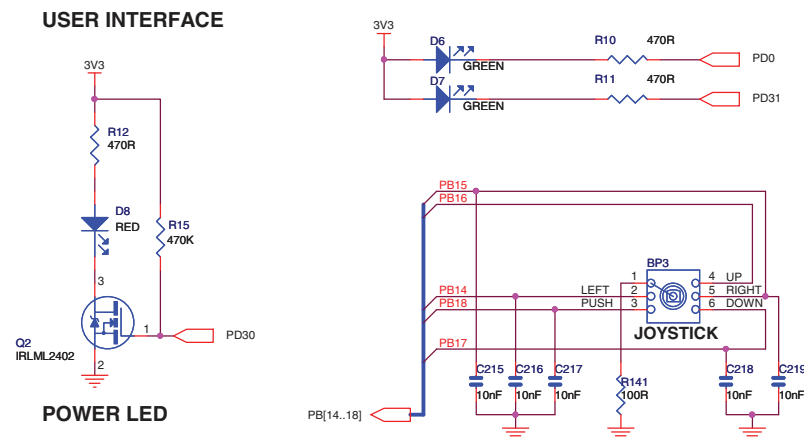 USER INTERFACE
3V3
R12
470R
D8
RED
R15
470K
3
1
PD30
Q2
IRLML2402
2
POWER LED
3V3
D6
GREEN
R10
470R
PD0
D7
GREEN
R11
470R
PD31
PB15
PB16
BP3
1
4
UP
PB14
LEFT
2
5
RIGHT
PB18
PUSH
3
6
DOWN
JOYSTICK
PB17
C215
10nF
C216
10nF
C217
10nF
R141
100R
C218
10nF
C219
10nF
PB[14..18]